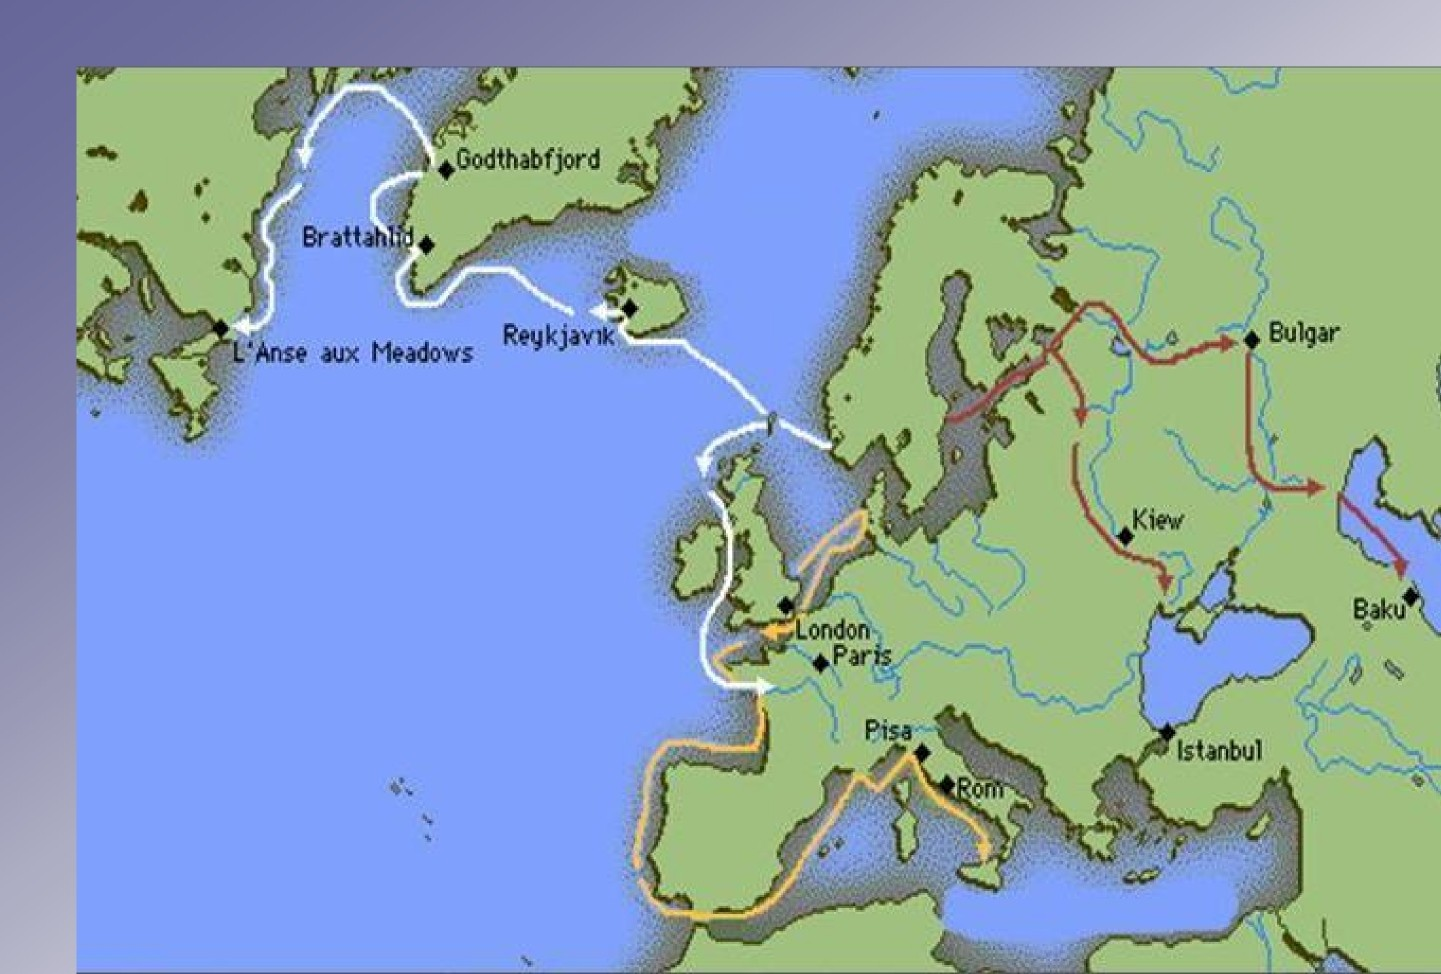 Godthabfjord
Brattahlid
Reykjavik
L'Anse aux Meadows
Bulgar
Kiew
Baku
London
Paris
Pisa
Istanbul
Rom